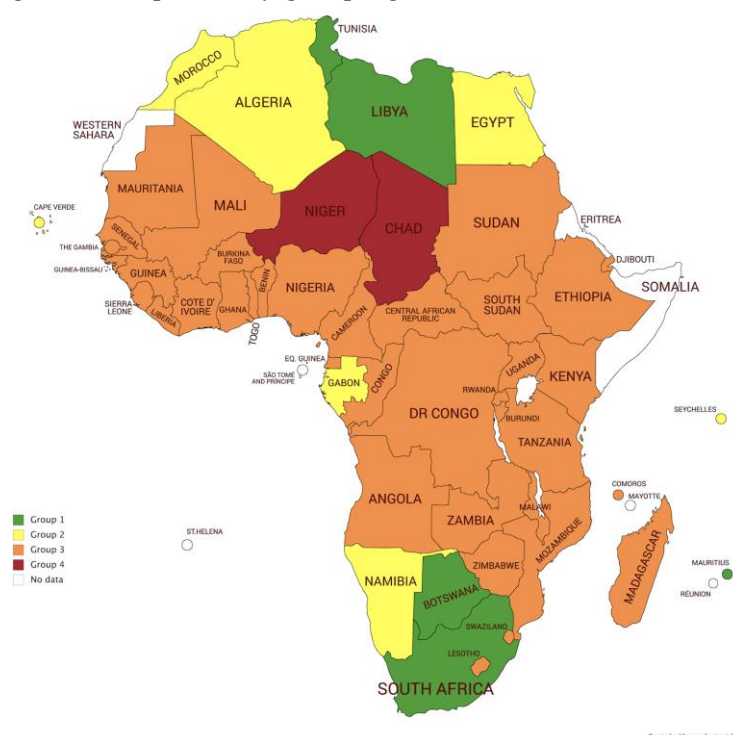 TUNISIA
MOROCCO
ALGERIA
LIBYA
EGYPT
WESTERN
SAHARA
CAPE VERDE
MAURITANIA
MALI
NIGER
CHAD
SUDAN
ERITREA
SENEGAL
THE GAMBIA
GUINEA-BISSAU
GUINEA
BURKINA
FASO
BENIN
NIGERIA
DJIBOUTI
SOMALIA
SIERRA
LEONE
LIBERIA
COTE D'
IVOIRE
GHANA
TOGO
CAMEROON
CENTRAL AFRICAN
REPUBLIC
SOUTH
SUDAN
ETHIOPIA
EQ. GUINEA
SÃO TOMÉ
AND PRÍNCIPE
GABON
CONGO
DR CONGO
UGANDA
KENYA
RWANDA
BURUNDI
TANZANIA
SEYCHELLES
COMOROS
MAYOTTE
ANGOLA
ZAMBIA
MALAWI
MOZAMBIQUE
ST.HELENA
ZIMBABWE
MADAGASCAR
MAURITIUS
RÉUNION
NAMIBIA
BOTSWANA
SWAZILAND
LESOTHO
SOUTH AFRICA
Group 1
Group 2
Group 3
Group 4
No data